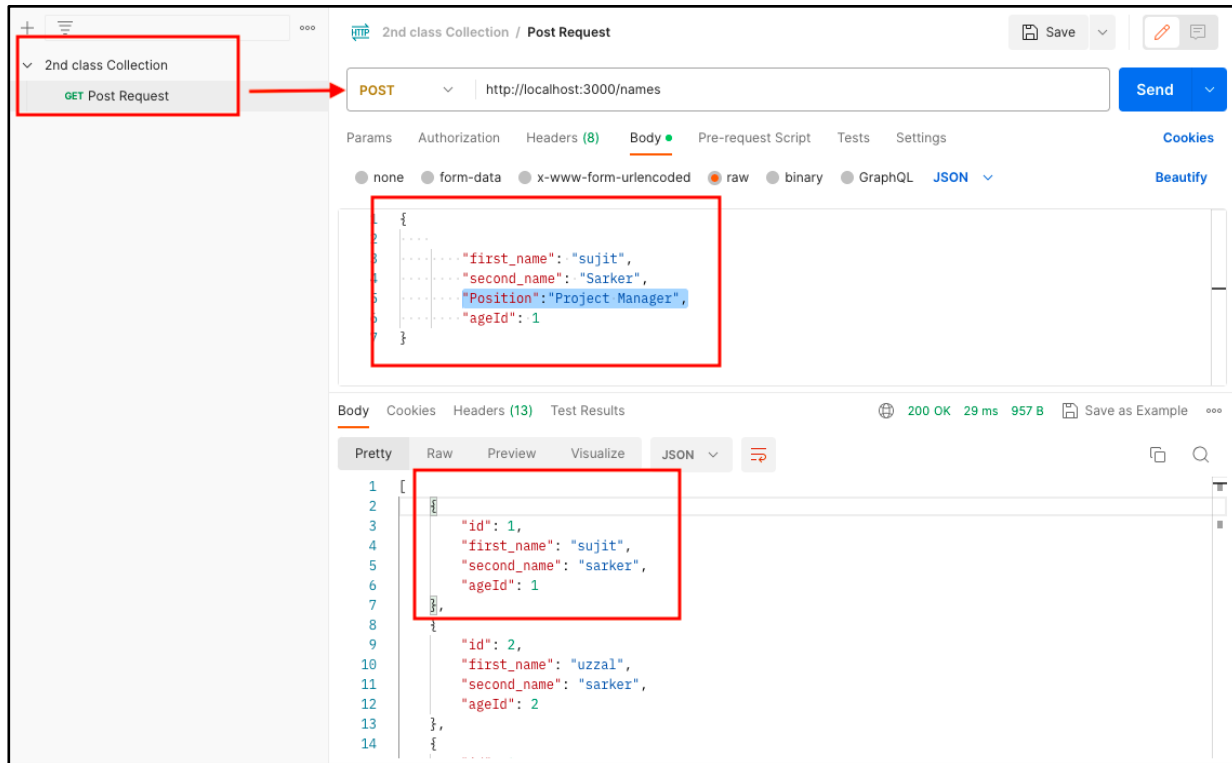 2nd class Collection
GET Post Request
HTTP 2nd class Collection / Post Request
Save
POST http://localhost:3000/names Send
Params Authorization Headers (8) Body Pre-request Script Tests Settings Cookies
none form-data x-www-form-urlencoded raw binary GraphQL JSON Beautify
1 {
2
3 "first_name": "sujit",
4 "second_name": "Sarker",
5 "Position":"Project Manager",
6 "ageId": 1
7 }
Body Cookies Headers (13) Test Results 200 OK 29 ms 957 B Save as Example
Pretty Raw Preview Visualize JSON
1 [
2 {
3 "id": 1,
4 "first_name": "sujit",
5 "second_name": "sarker",
6 "ageId": 1
7 },
8 {
9 "id": 2,
10 "first_name": "uzzal",
11 "second_name": "sarker",
12 "ageId": 2
13 },
14 {